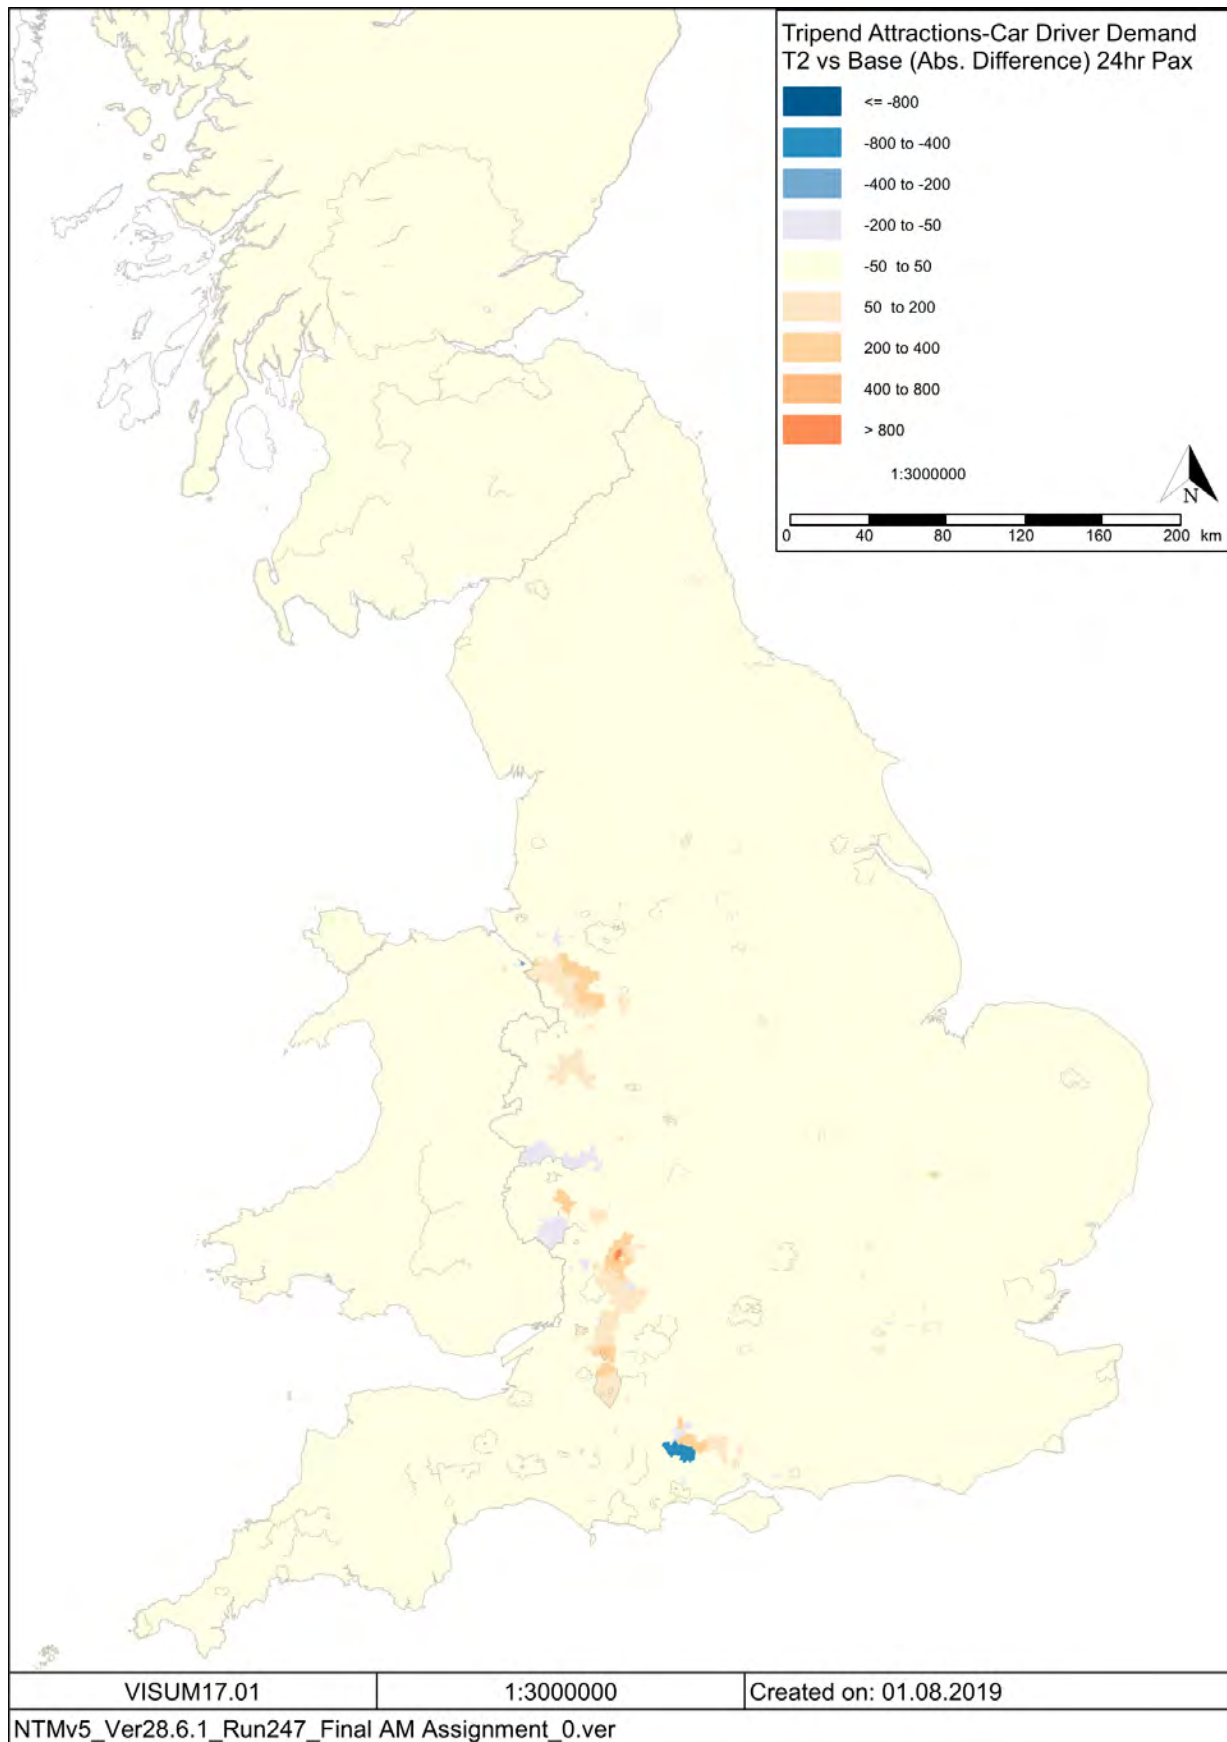 Tripend Attractions-Car Driver Demand
T2 vs Base (Abs. Difference) 24hr Pax
<= -800
-800 to -400
-400 to -200
-200 to -50
-50 to 50
50 to 200
200 to 400
400 to 800
> 800
1:3000000
N
0 40 80 120 160 200 km
VISUM17.01 1:3000000 Created on: 01.08.2019
NTMv5_Ver28.6.1_Run247_Final AM Assignment_0.ver